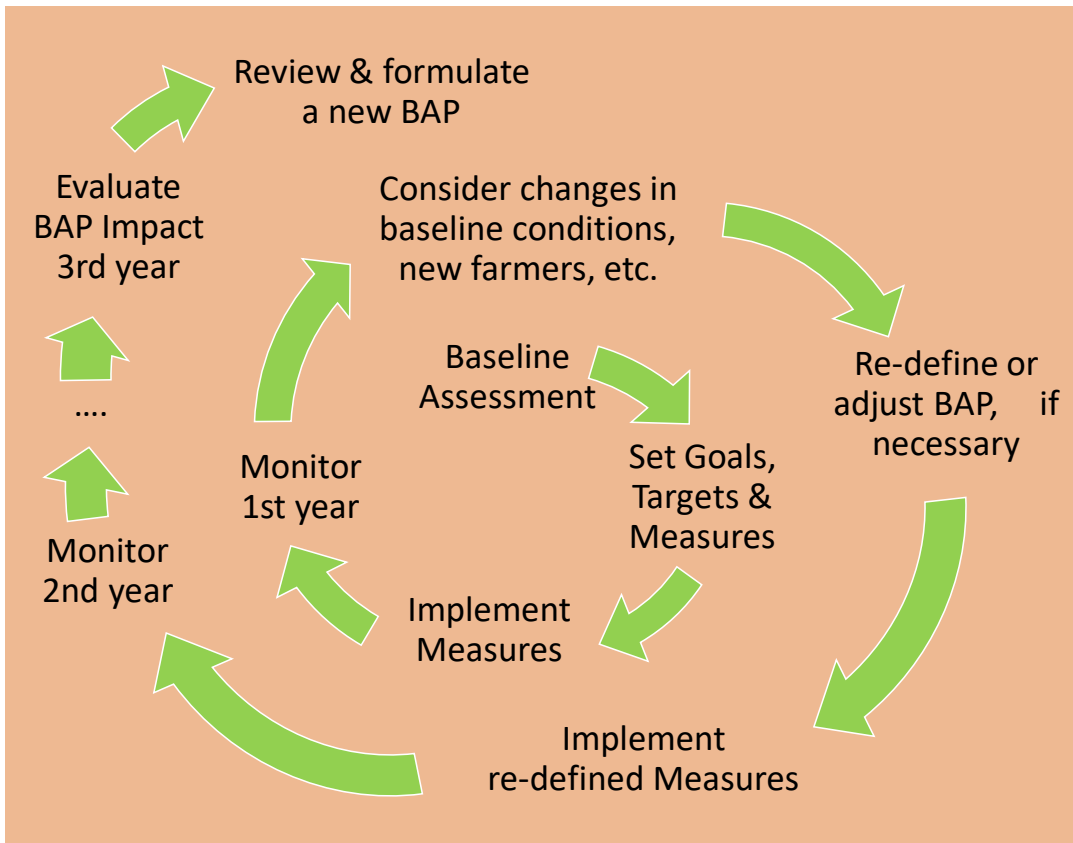 Review & formulate
a new BAP
Evaluate
BAP Impact
3rd year
Consider changes in
baseline conditions,
new farmers, etc.
Baseline
Assessment
Re-define or
adjust BAP, if
necessary
....
Set Goals,
Targets &
Measures
Monitor
1st year
Monitor
2nd year
Implement
Measures
Implement
re-defined Measures